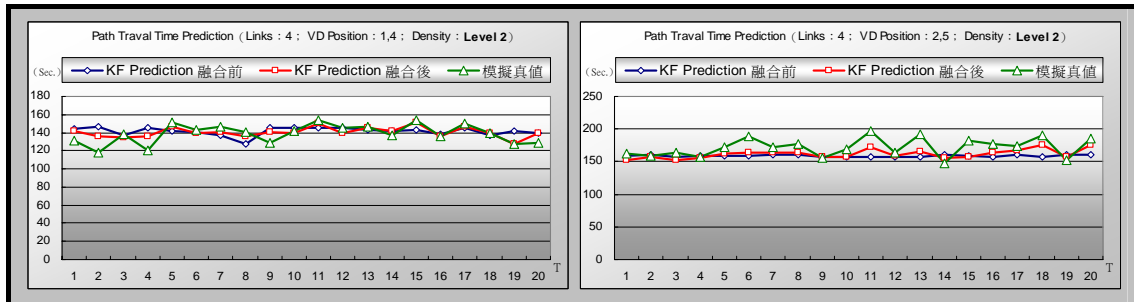 Path Traval Time Prediction（Links：4； VD Position：1,4； Density：Level 2）
（Sec.）
KF Prediction 融合前 KF Prediction 融合後 模擬真值
180
160
140
120
100
80
60
40
20
0
1 2 3 4 5 6 7 8 9 10 11 12 13 14 15 16 17 18 19 20 T
Path Traval Time Prediction（Links：4； VD Position：2,5； Density：Level 2）
（Sec.）
KF Prediction 融合前 KF Prediction 融合後 模擬真值
250
200
150
100
50
0
1 2 3 4 5 6 7 8 9 10 11 12 13 14 15 16 17 18 19 20 T